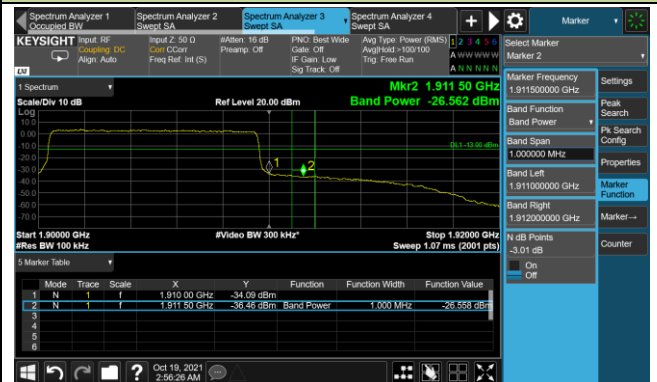 Spectrum Analyzer 1
Occupied BW
Spectrum Analyzer 2
Swept SA
Spectrum Analyzer 3
Swept SA
Spectrum Analyzer 4
Swept SA
Marker
KEYSIGHT
Input: RF
Coupling: DC
Align: Auto
Input Z: 50 Ω
Corr CCorr
Freq Ref: Int (S)
#Atten: 16 dB
Preamp: Off
PNO: Best Wide
Gate: Off
IF Gain: Low
Sig Track: Off
Avg Type: Power (RMS)
Avg|Hold:>100/100
Trig: Free Run
1 2 3 4 5 6
A W W W W W
A N N N N N
LXI
Select Marker
Marker 2
1 Spectrum
Scale/Div 10 dB
Ref Level 20.00 dBm
Mkr2 1.911 50 GHz
Band Power -26.562 dBm
Log
10.0
0.00
-10.0
-20.0
-30.0
-40.0
-50.0
-60.0
-70.0
DL1 -13.00 dBm
1
2
Start 1.90000 GHz
#Res BW 100 kHz
#Video BW 300 kHz*
Stop 1.92000 GHz
Sweep 1.07 ms (2001 pts)
5 Marker Table
Mode Trace Scale X Y Function Function Width Function Value
1 N 1 f 1.910 00 GHz -34.09 dBm
2 N 1 f 1.911 50 GHz -36.46 dBm Band Power 1.000 MHz -26.558 dBm
3
4
5
6
Marker Frequency
1.911500000 GHz
Band Function
Band Power
Band Span
1.000000 MHz
Band Left
1.911000000 GHz
Band Right
1.912000000 GHz
N dB Points
-3.01 dB
On
Off
Settings
Peak
Search
Pk Search
Config
Properties
Marker
Function
Marker→
Counter
?
Oct 19, 2021
2:56:26 AM